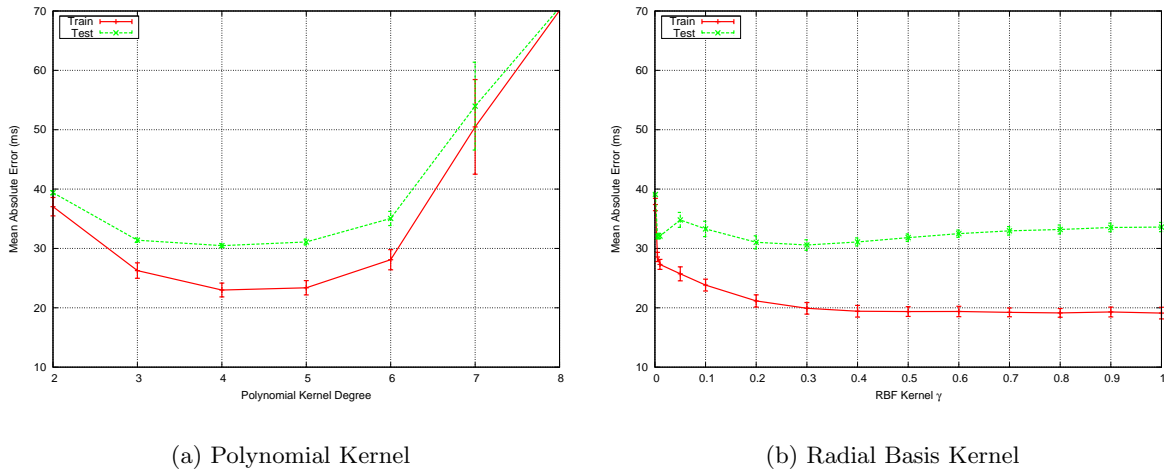 70
60
50
40
30
20
10
Mean Absolute Error (ms)
Train
Test
2 3 4 5 6 7 8
Polynomial Kernel Degree
(a) Polynomial Kernel
70
60
50
40
30
20
10
Mean Absolute Error (ms)
Train
Test
0 0.1 0.2 0.3 0.4 0.5 0.6 0.7 0.8 0.9 1
RBF Kernel γ
(b) Radial Basis Kernel